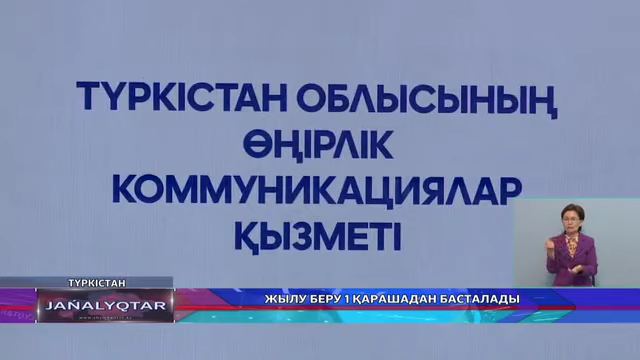 ТҮРКІСТАН ОБЛЫСЫНЫҢ
ӨҢІРЛІК
КОММУНИКАЦИЯЛАР
ҚЫЗМЕТІ
ТҮРКІСТАН
JAŃALYQTAR
ЖЫЛУ БЕРУ 1 ҚАРАШАДАН БАСТАЛАДЫ